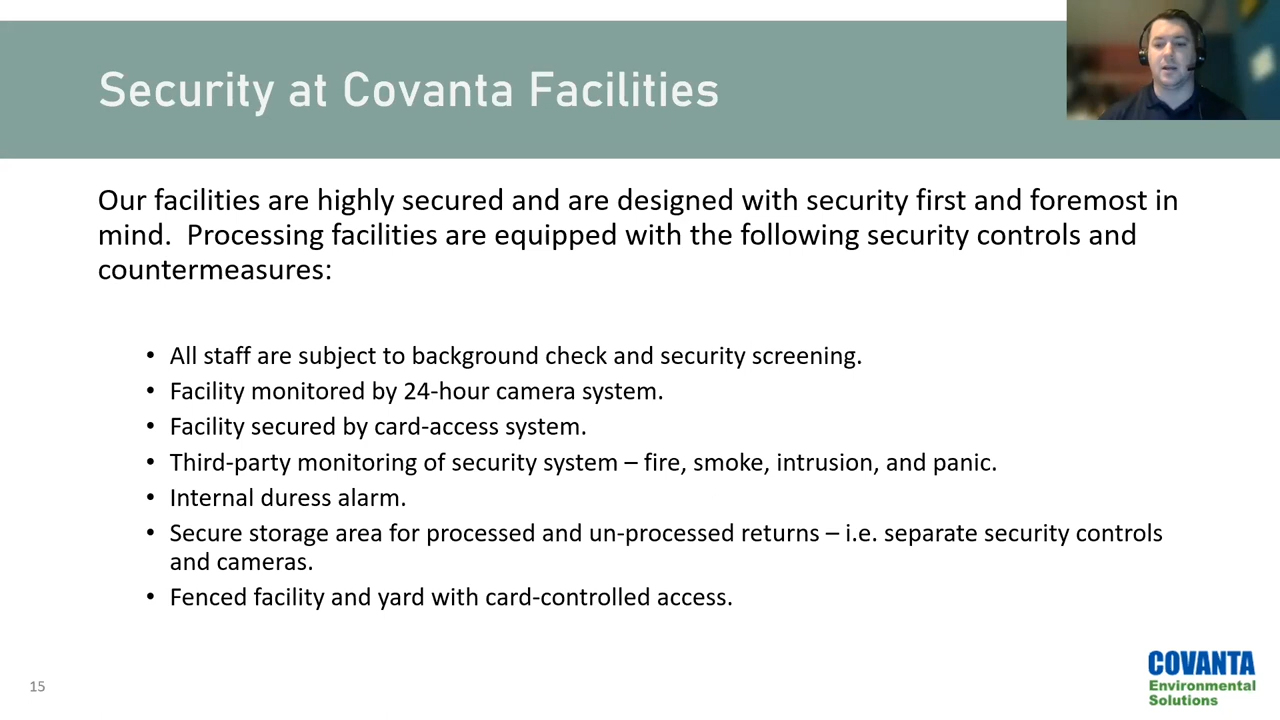 Security at Covanta Facilities
Our facilities are highly secured and are designed with security first and foremost in
mind.  Processing facilities are equipped with the following security controls and
countermeasures:
• All staff are subject to background check and security screening.
• Facility monitored by 24-hour camera system.
• Facility secured by card-access system.
• Third-party monitoring of security system – fire, smoke, intrusion, and panic.
• Internal duress alarm.
• Secure storage area for processed and un-processed returns – i.e. separate security controls
and cameras.
• Fenced facility and yard with card-controlled access.
15
COVANTA
Environmental
Solutions